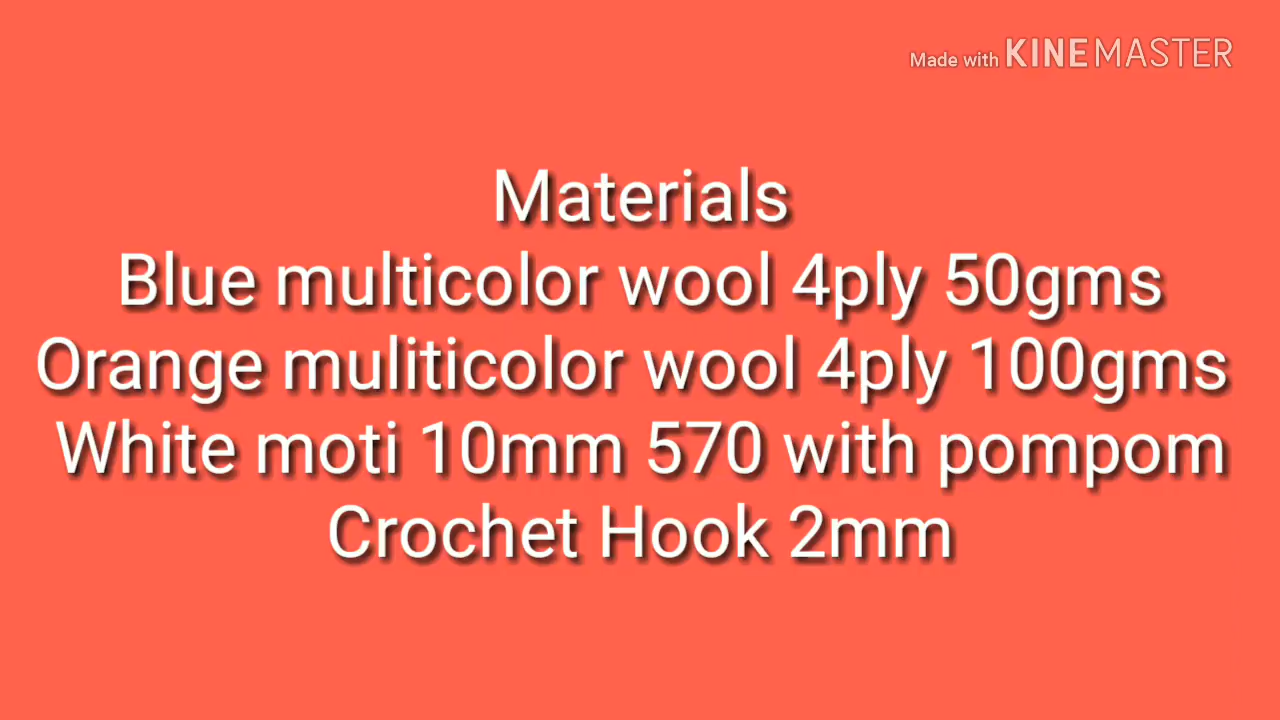 Made with KINEMASTER
Materials
Blue multicolor wool 4ply 50gms
Orange muliticolor wool 4ply 100gms
White moti 10mm 570 with pompom
Crochet Hook 2mm